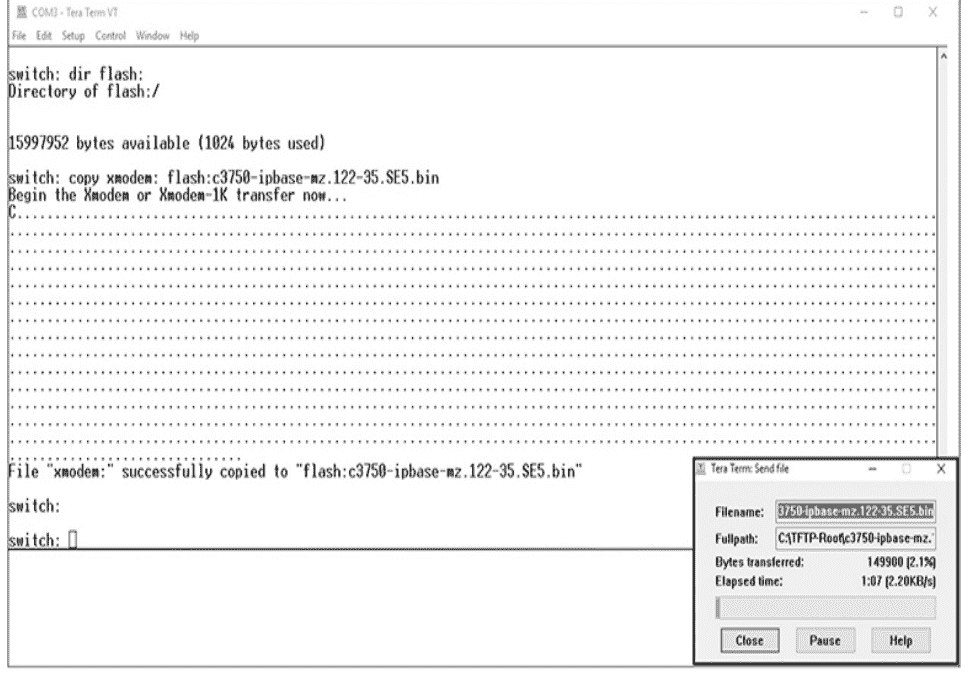 COM3 - Tera Term VT
File Edit Setup Control Window Help
switch: dir flash:
Directory of flash:/
15997952 bytes available (1024 bytes used)
switch: copy xmodem: flash:c3750-ipbase-mz.122-35.SE5.bin
Begin the Xmodem or Xmodem-1K transfer now...
C..............................................................................................................................
...............................................................................................................................
...............................................................................................................................
...............................................................................................................................
...............................................................................................................................
...............................................................................................................................
...............................................................................................................................
...............................................................................................................................
...............................................................................................................................
...............................................................................................................................
...............................................................................................................................
...............................................................................................................................
...............................................................................................................................
...............................................................................................................................
...............................
File "xmodem:" successfully copied to "flash:c3750-ipbase-mz.122-35.SE5.bin"
switch:
switch:
Tera Term: Send file
Filename: 3750-ipbase-mz.122-35.SE5.bin
Fullpath: C:\TFTP-Root\c3750-ipbase-mz.
Bytes transferred: 149900 (2.1%)
Elapsed time: 1:07 (2.20KB/s)
Close Pause Help